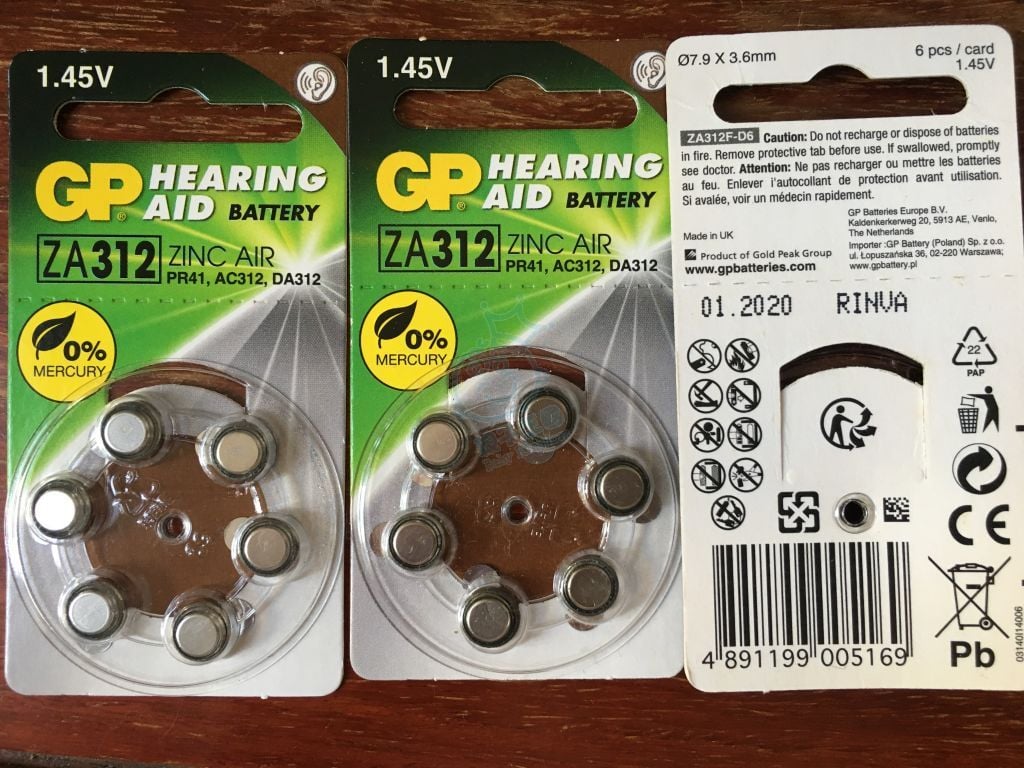 1.45V
GP HEARING
AID BATTERY
ZA312 ZINC AIR
PR41, AC312, DA312
0%
MERCURY
1.45V
GP HEARING
AID BATTERY
ZA312 ZINC AIR
PR41, AC312, DA312
0%
MERCURY
Ø7.9 X 3.6mm
6 pcs / card
1.45V
ZA312F-D6 Caution: Do not recharge or dispose of batteries
in fire. Remove protective tab before use. If swallowed, promptly
see doctor. Attention: Ne pas recharger ou mettre les batteries
au feu. Enlever l'autocollant de protection avant utilisation.
Si avalée, voir un médecin rapidement.
Made in UK
Product of Gold Peak Group
www.gpbatteries.com
GP Batteries Europe B.V.
Kaldenkerkerweg 20, 5913 AE, Venlo,
The Netherlands
Importer :GP Battery (Poland) Sp. z o.o.
ul. Łopuszańska 36, 02-220 Warszawa;
www.gpbattery.pl
01.2020 RINVA
22
PAP
CE
4 891199 005169
Pb
03140I14006